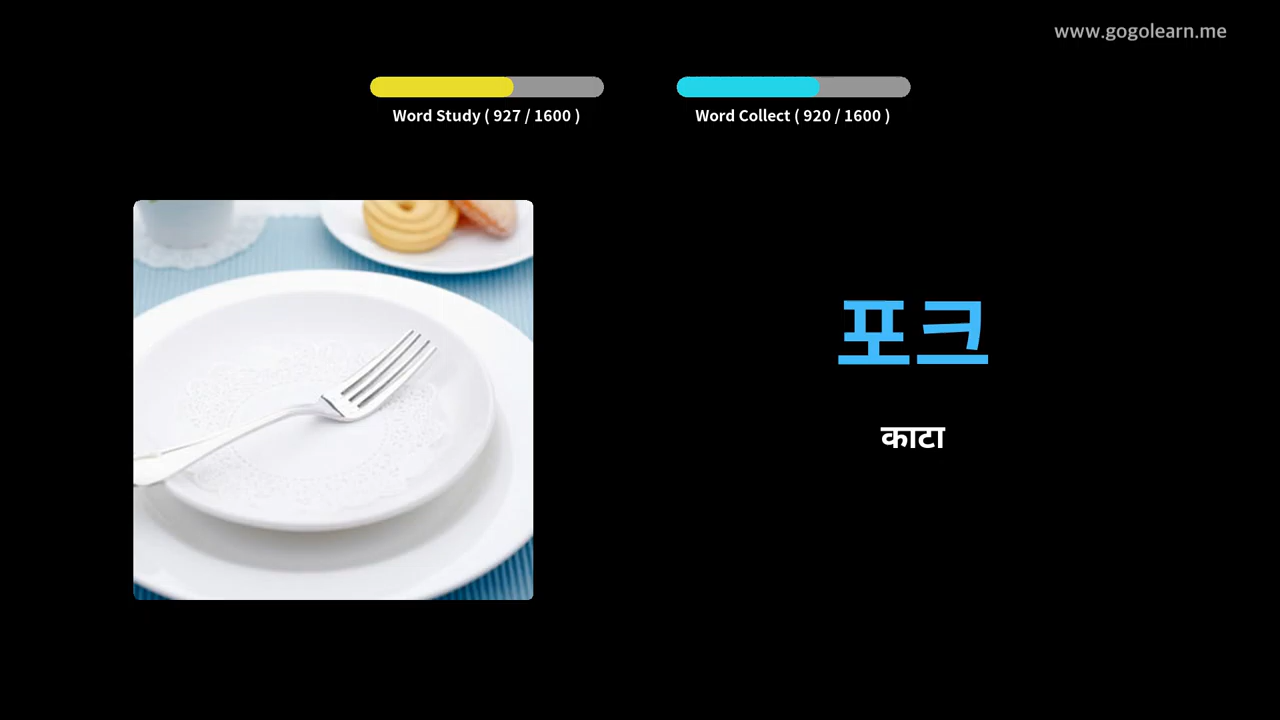 www.gogolearn.me
Word Study ( 927 / 1600 )
Word Collect ( 920 / 1600 )
포크
काटा